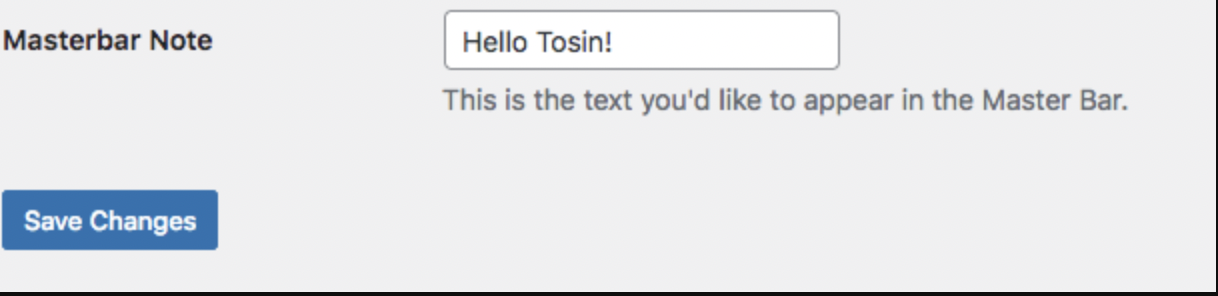 Masterbar Note
Hello Tosin!
This is the text you'd like to appear in the Master Bar.
Save Changes